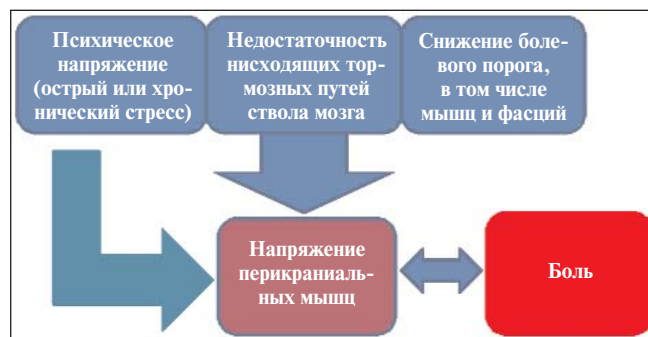 Психическое
напряжение
(острый или хро-
нический стресс)
Недостаточность
нисходящих тор-
мозных путей
ствола мозга
Снижение боле-
вого порога,
в том числе
мышц и фасций
Напряжение
перикраниаль-
ных мышц
Боль